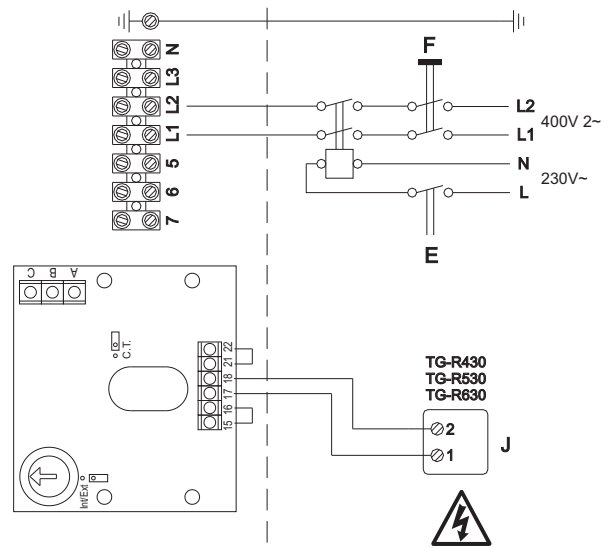 N
L3
L2
L1
5
6
7
F
L2
L1
400V 2~
N
L
230V~
E
C B A
C.T.
Int/Ext
22
21
18
17
16
15
TG-R430
TG-R530
TG-R630
2
1
J